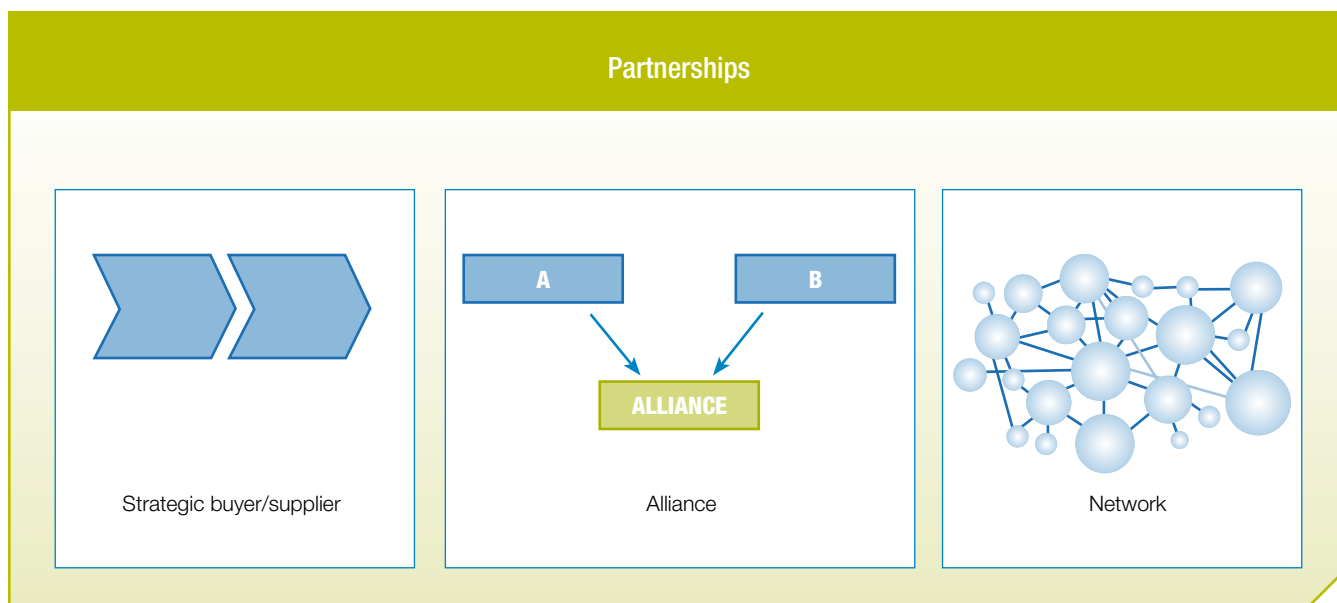 Partnerships
A
B
ALLIANCE
Strategic buyer/supplier
Alliance
Network